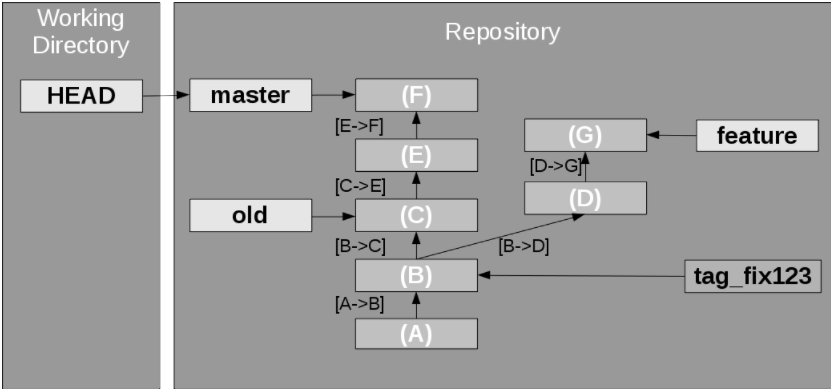 Working
Directory
Repository
HEAD
master
(F)
[E->F]
(G)
feature
(E)
[D->G]
[C->E]
(D)
old
(C)
[B->C]
[B->D]
(B)
tag_fix123
[A->B]
(A)